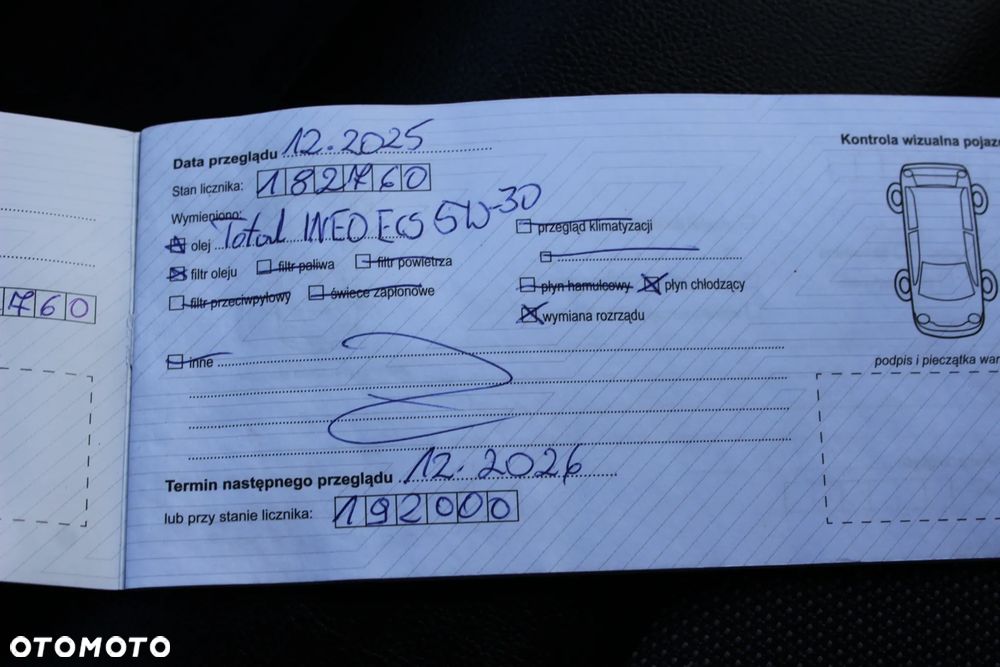 Data przeglądu 12.2025
Kontrola wizualna pojaz
Stan licznika: 182760
Wymieniono:
olej Total INEO ECS 5W-30
przegląd klimatyzacji
filtr oleju filtr paliwa filtr powietrza
filtr przeciwpyłowy świece zapłonowe
płyn hamulcowy płyn chłodzący
wymiana rozrządu
760
inne
podpis i pieczątka war
Termin następnego przeglądu 12.2026
lub przy stanie licznika: 192000
OTOMOTO